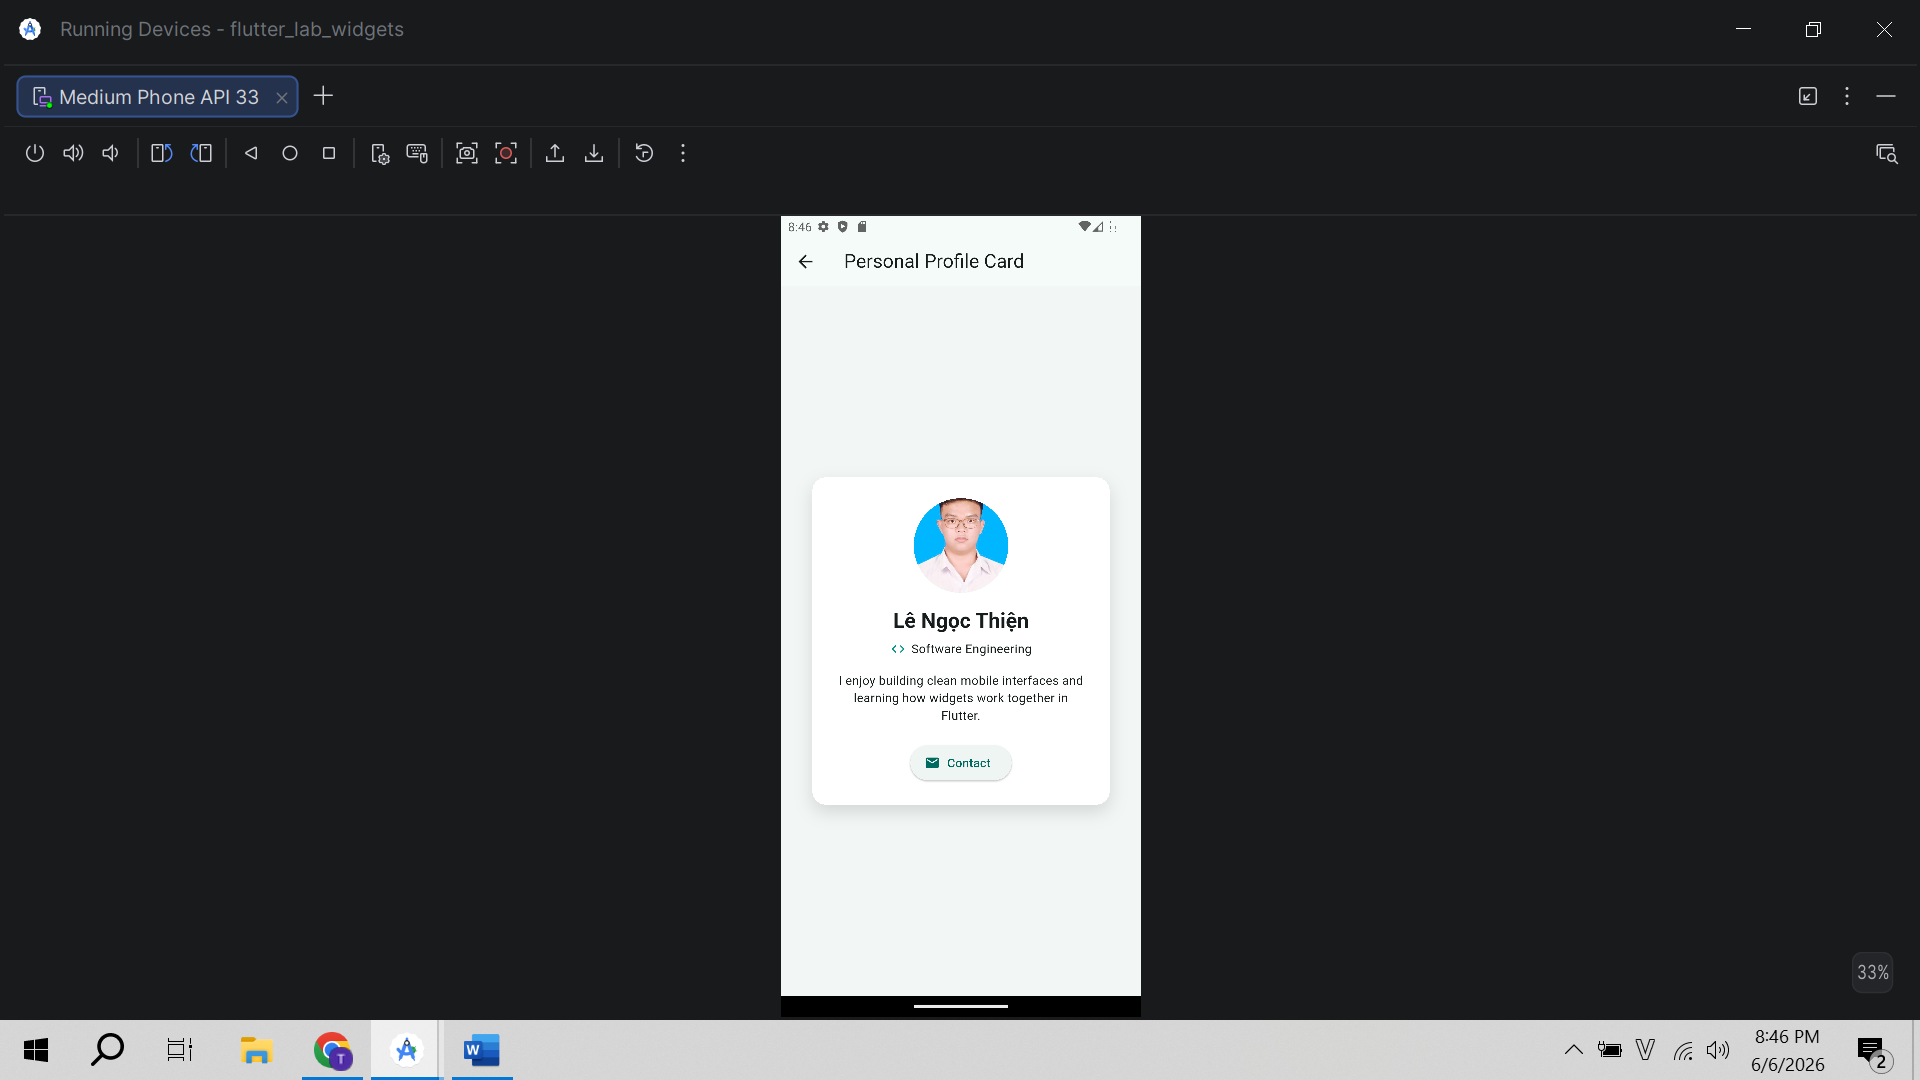 Running Devices - flutter_lab_widgets
Medium Phone API 33
8:46
Personal Profile Card
Lê Ngọc Thiện
<> Software Engineering
I enjoy building clean mobile interfaces and
learning how widgets work together in
Flutter.
Contact
33%
T
W
V
8:46 PM
6/6/2026
2